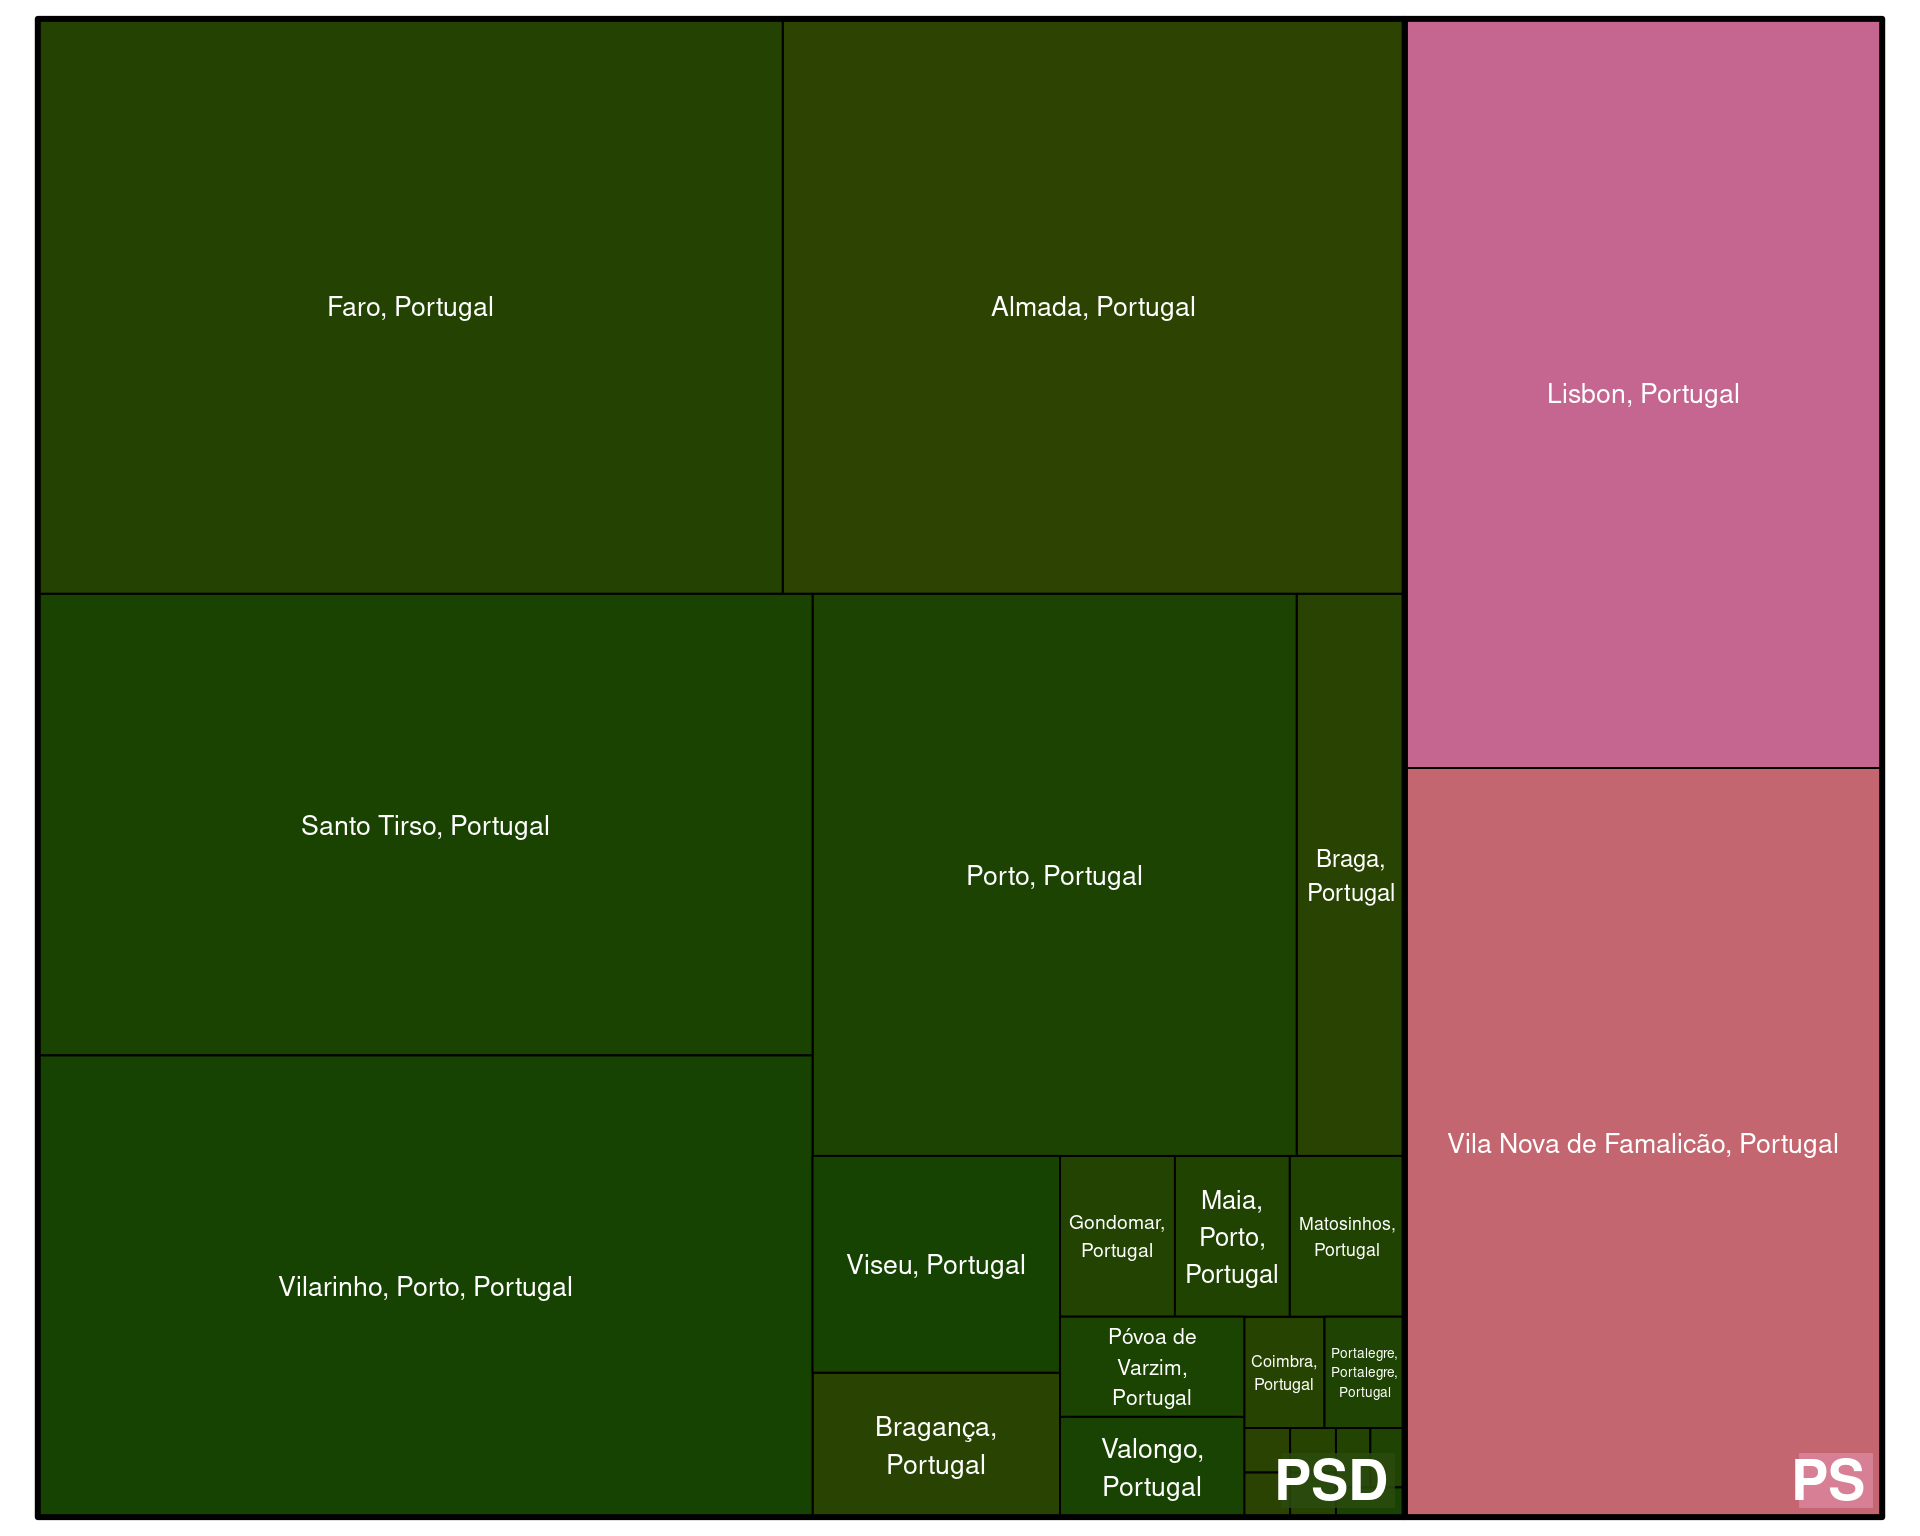 Faro, Portugal
Almada, Portugal
Lisbon, Portugal
Santo Tirso, Portugal
Porto, Portugal
Braga,
Portugal
Vila Nova de Famalicão, Portugal
Vilarinho, Porto, Portugal
Viseu, Portugal
Gondomar,
Portugal
Maia,
Porto,
Portugal
Matosinhos,
Portugal
Póvoa de
Varzim,
Portugal
Coimbra,
Portugal
Portalegre,
Portalegre,
Portugal
Bragança,
Portugal
Valongo,
Portugal
PSD
PS